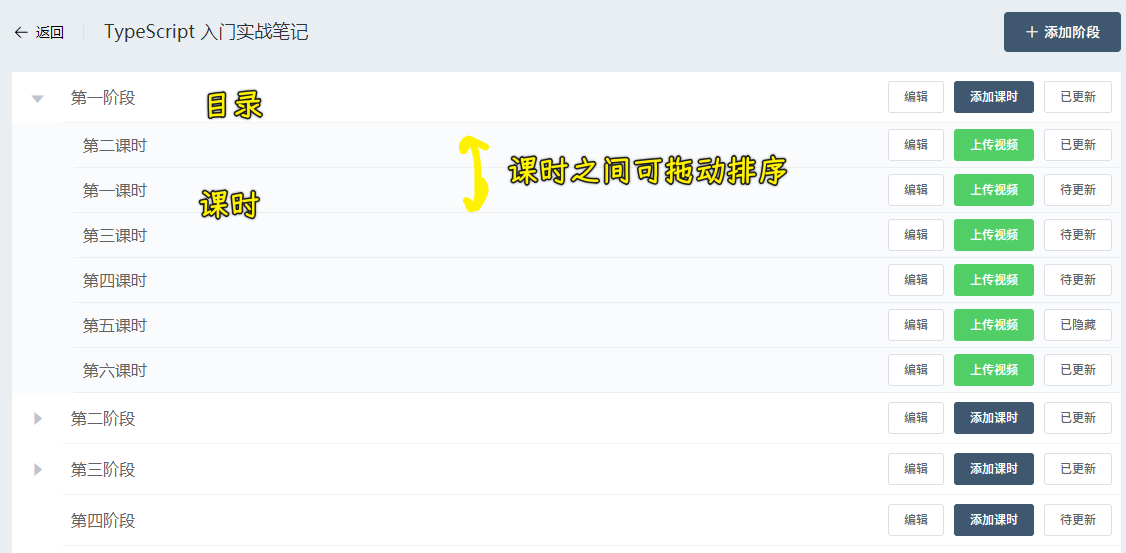 返回 TypeScript 入门实战笔记 添加阶段
第一阶段 目录 编辑 添加课时 已更新
第二课时 编辑 上传视频 已更新
课时之间可拖动排序
第一课时 编辑 上传视频 待更新
课时
第三课时 编辑 上传视频 待更新
第四课时 编辑 上传视频 待更新
第五课时 编辑 上传视频 已隐藏
第六课时 编辑 上传视频 已更新
第二阶段 编辑 添加课时 已更新
第三阶段 编辑 添加课时 已更新
第四阶段 编辑 添加课时 待更新